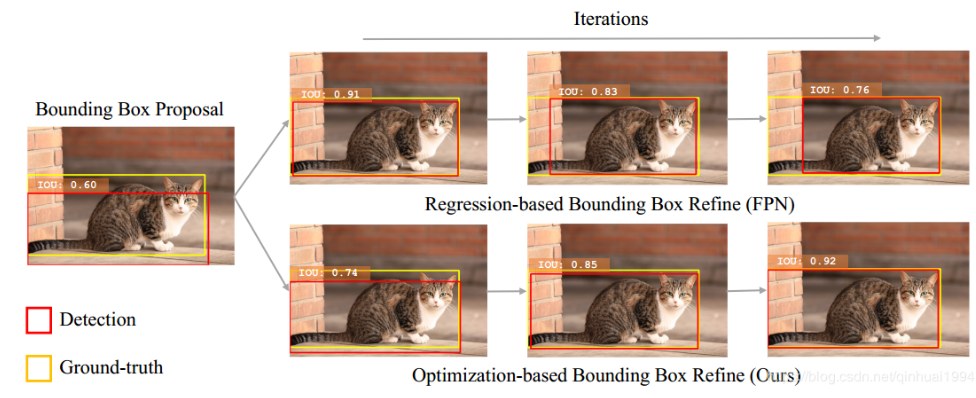 Iterations
Bounding Box Proposal
IOU: 0.91
IOU: 0.83
IOU: 0.76
IOU: 0.60
Regression-based Bounding Box Refine (FPN)
IOU: 0.74
IOU: 0.85
IOU: 0.92
Detection
Ground-truth
Optimization-based Bounding Box Refine (Ours)
blog.csdn.net/qinhuai1994